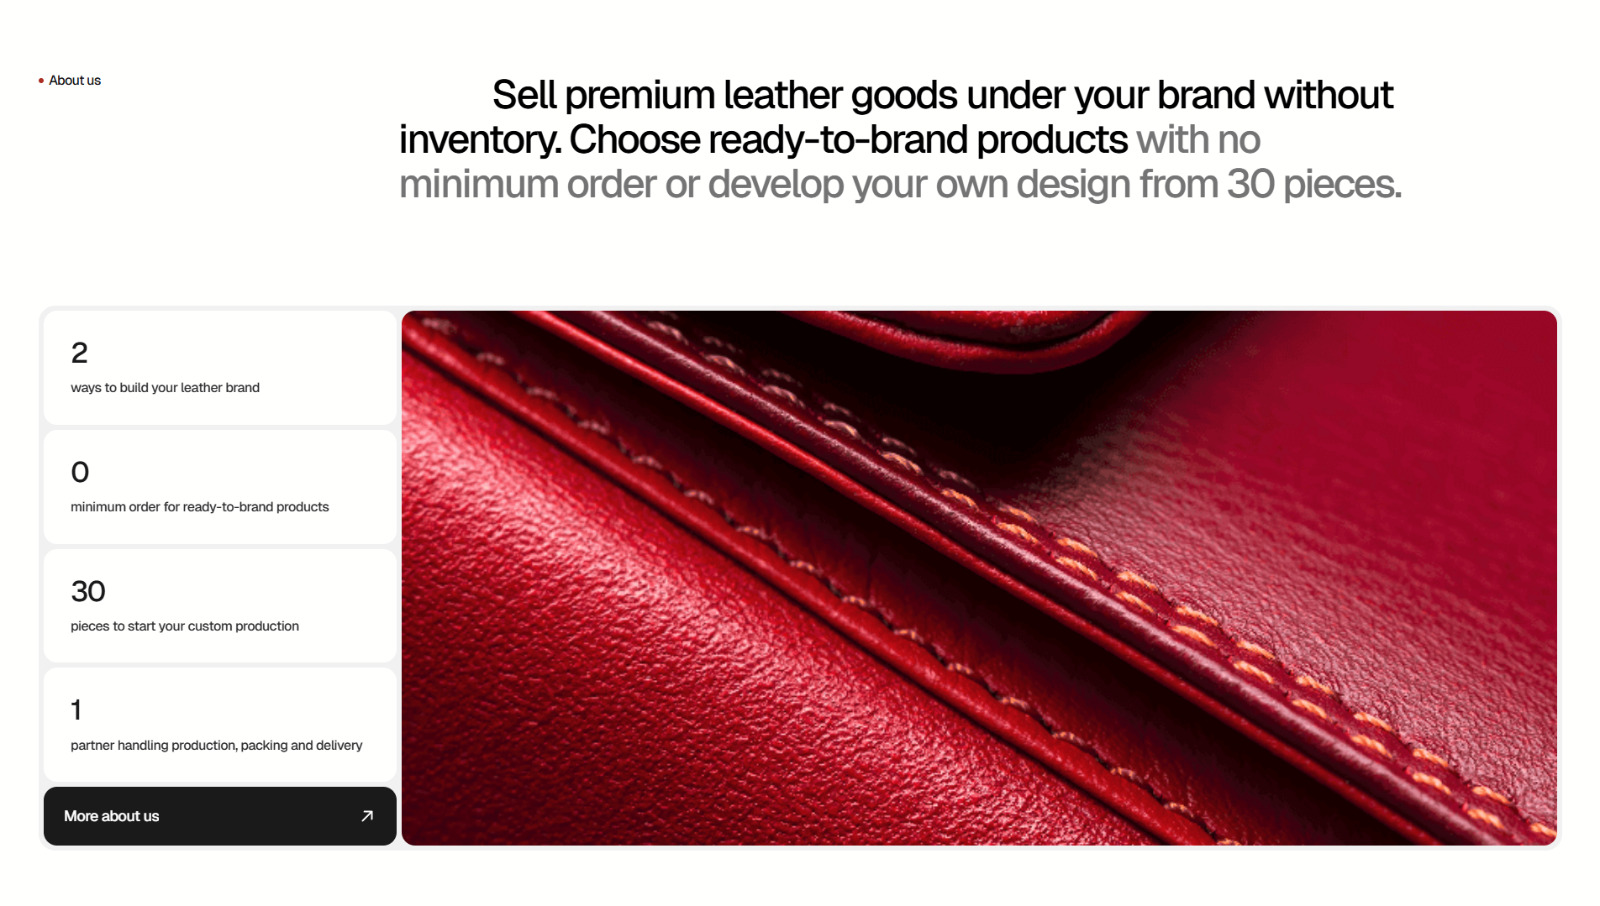 About us
Sell premium leather goods under your brand without
inventory. Choose ready-to-brand products with no
minimum order or develop your own design from 30 pieces.
2
ways to build your leather brand
0
minimum order for ready-to-brand products
30
pieces to start your custom production
1
partner handling production, packing and delivery
More about us